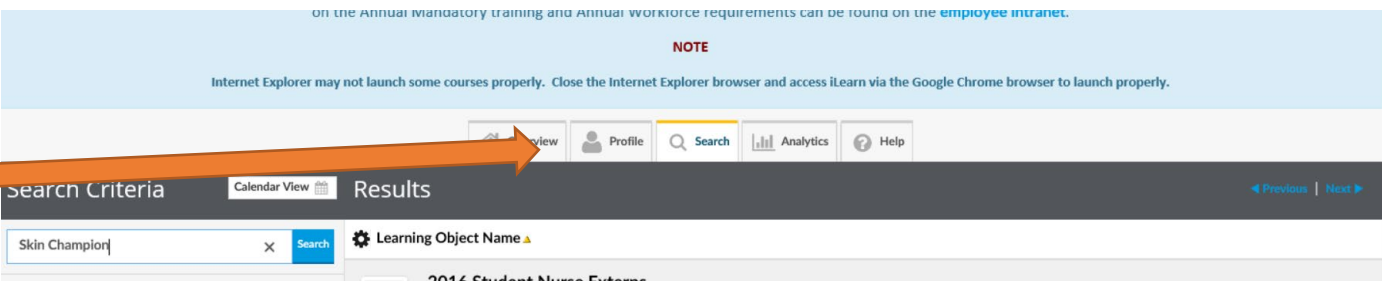 on the Annual Mandatory training and Annual Workforce requirements can be found on the employee intranet.
NOTE
Internet Explorer may not launch some courses properly. Close the Internet Explorer browser and access iLearn via the Google Chrome browser to launch properly.
Profile Search Analytics Help
Search Criteria Calendar View Results Previous | Next
Skin Champion Search Learning Object Name
2016 Student Nurse Externs